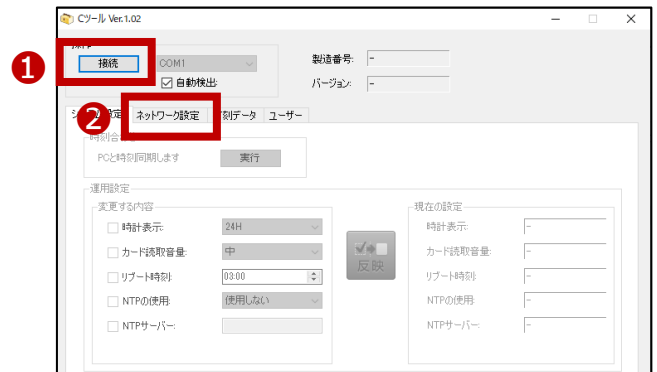 Cツール Ver.1.02
1
接続
COM1
自動検出
製造番号: -
バージョン: -
2
ネットワーク設定
刻データ
ユーザー
PCと時刻同期します
実行
運用設定
変更する内容
時計表示:
24H
カード読取音量:
中
リブート時刻:
03:00
NTPの使用:
使用しない
NTPサーバー:
反映
現在の設定
時計表示: -
カード読取音量: -
リブート時刻: -
NTPの使用: -
NTPサーバー: -